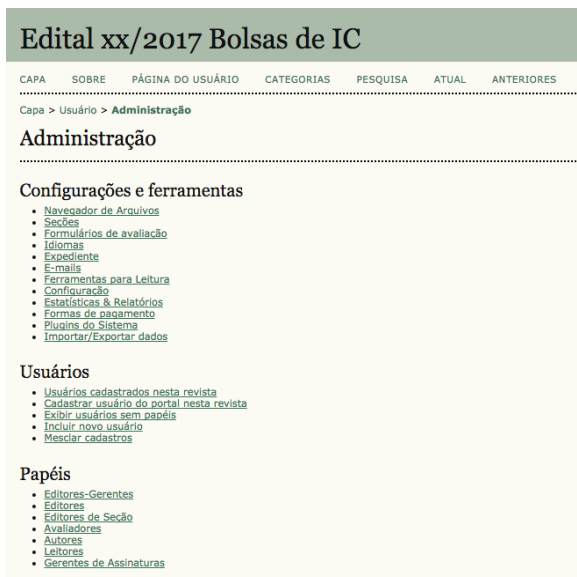 Edital xx/2017 Bolsas de IC
CAPA SOBRE PÁGINA DO USUÁRIO CATEGORIAS PESQUISA ATUAL ANTERIORES
Capa > Usuário > Administração
Administração
Configurações e ferramentas
Navegador de Arquivos
Seções
Formulários de avaliação
Idiomas
Expediente
E-mails
Ferramentas para Leitura
Configuração
Estatísticas & Relatórios
Formas de pagamento
Plugins do Sistema
Importar/Exportar dados
Usuários
Usuários cadastrados nesta revista
Cadastrar usuário do portal nesta revista
Exibir usuários sem papéis
Incluir novo usuário
Mesclar cadastros
Papéis
Editores-Gerentes
Editores
Editores de Seção
Avaliadores
Autores
Leitores
Gerentes de Assinaturas